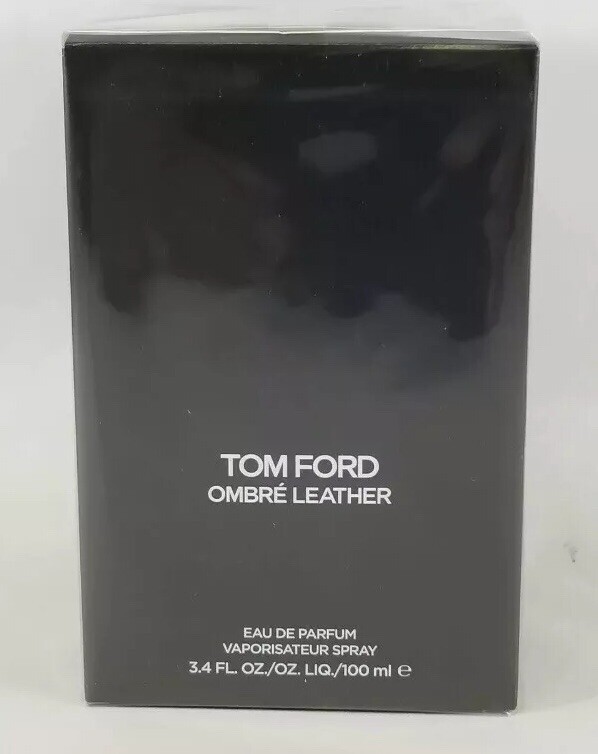 TOM FORD
OMBRÉ LEATHER
EAU DE PARFUM
VAPORISATEUR SPRAY
3.4 FL. OZ./OZ. LIQ./100 ml ℮